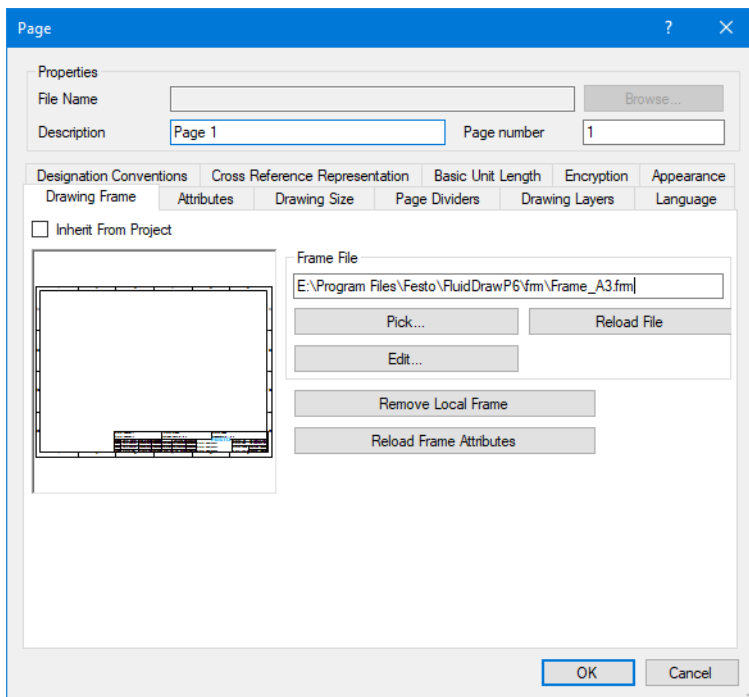 Page
Properties
File Name
Browse...
Description Page 1 Page number 1
Designation Conventions Cross Reference Representation Basic Unit Length Encryption Appearance
Drawing Frame Attributes Drawing Size Page Dividers Drawing Layers Language
Inherit From Project
Frame File
E:\Program Files\Festo\FluidDrawP6\frm\Frame_A3.frm
Pick... Reload File
Edit...
Remove Local Frame
Reload Frame Attributes
OK Cancel